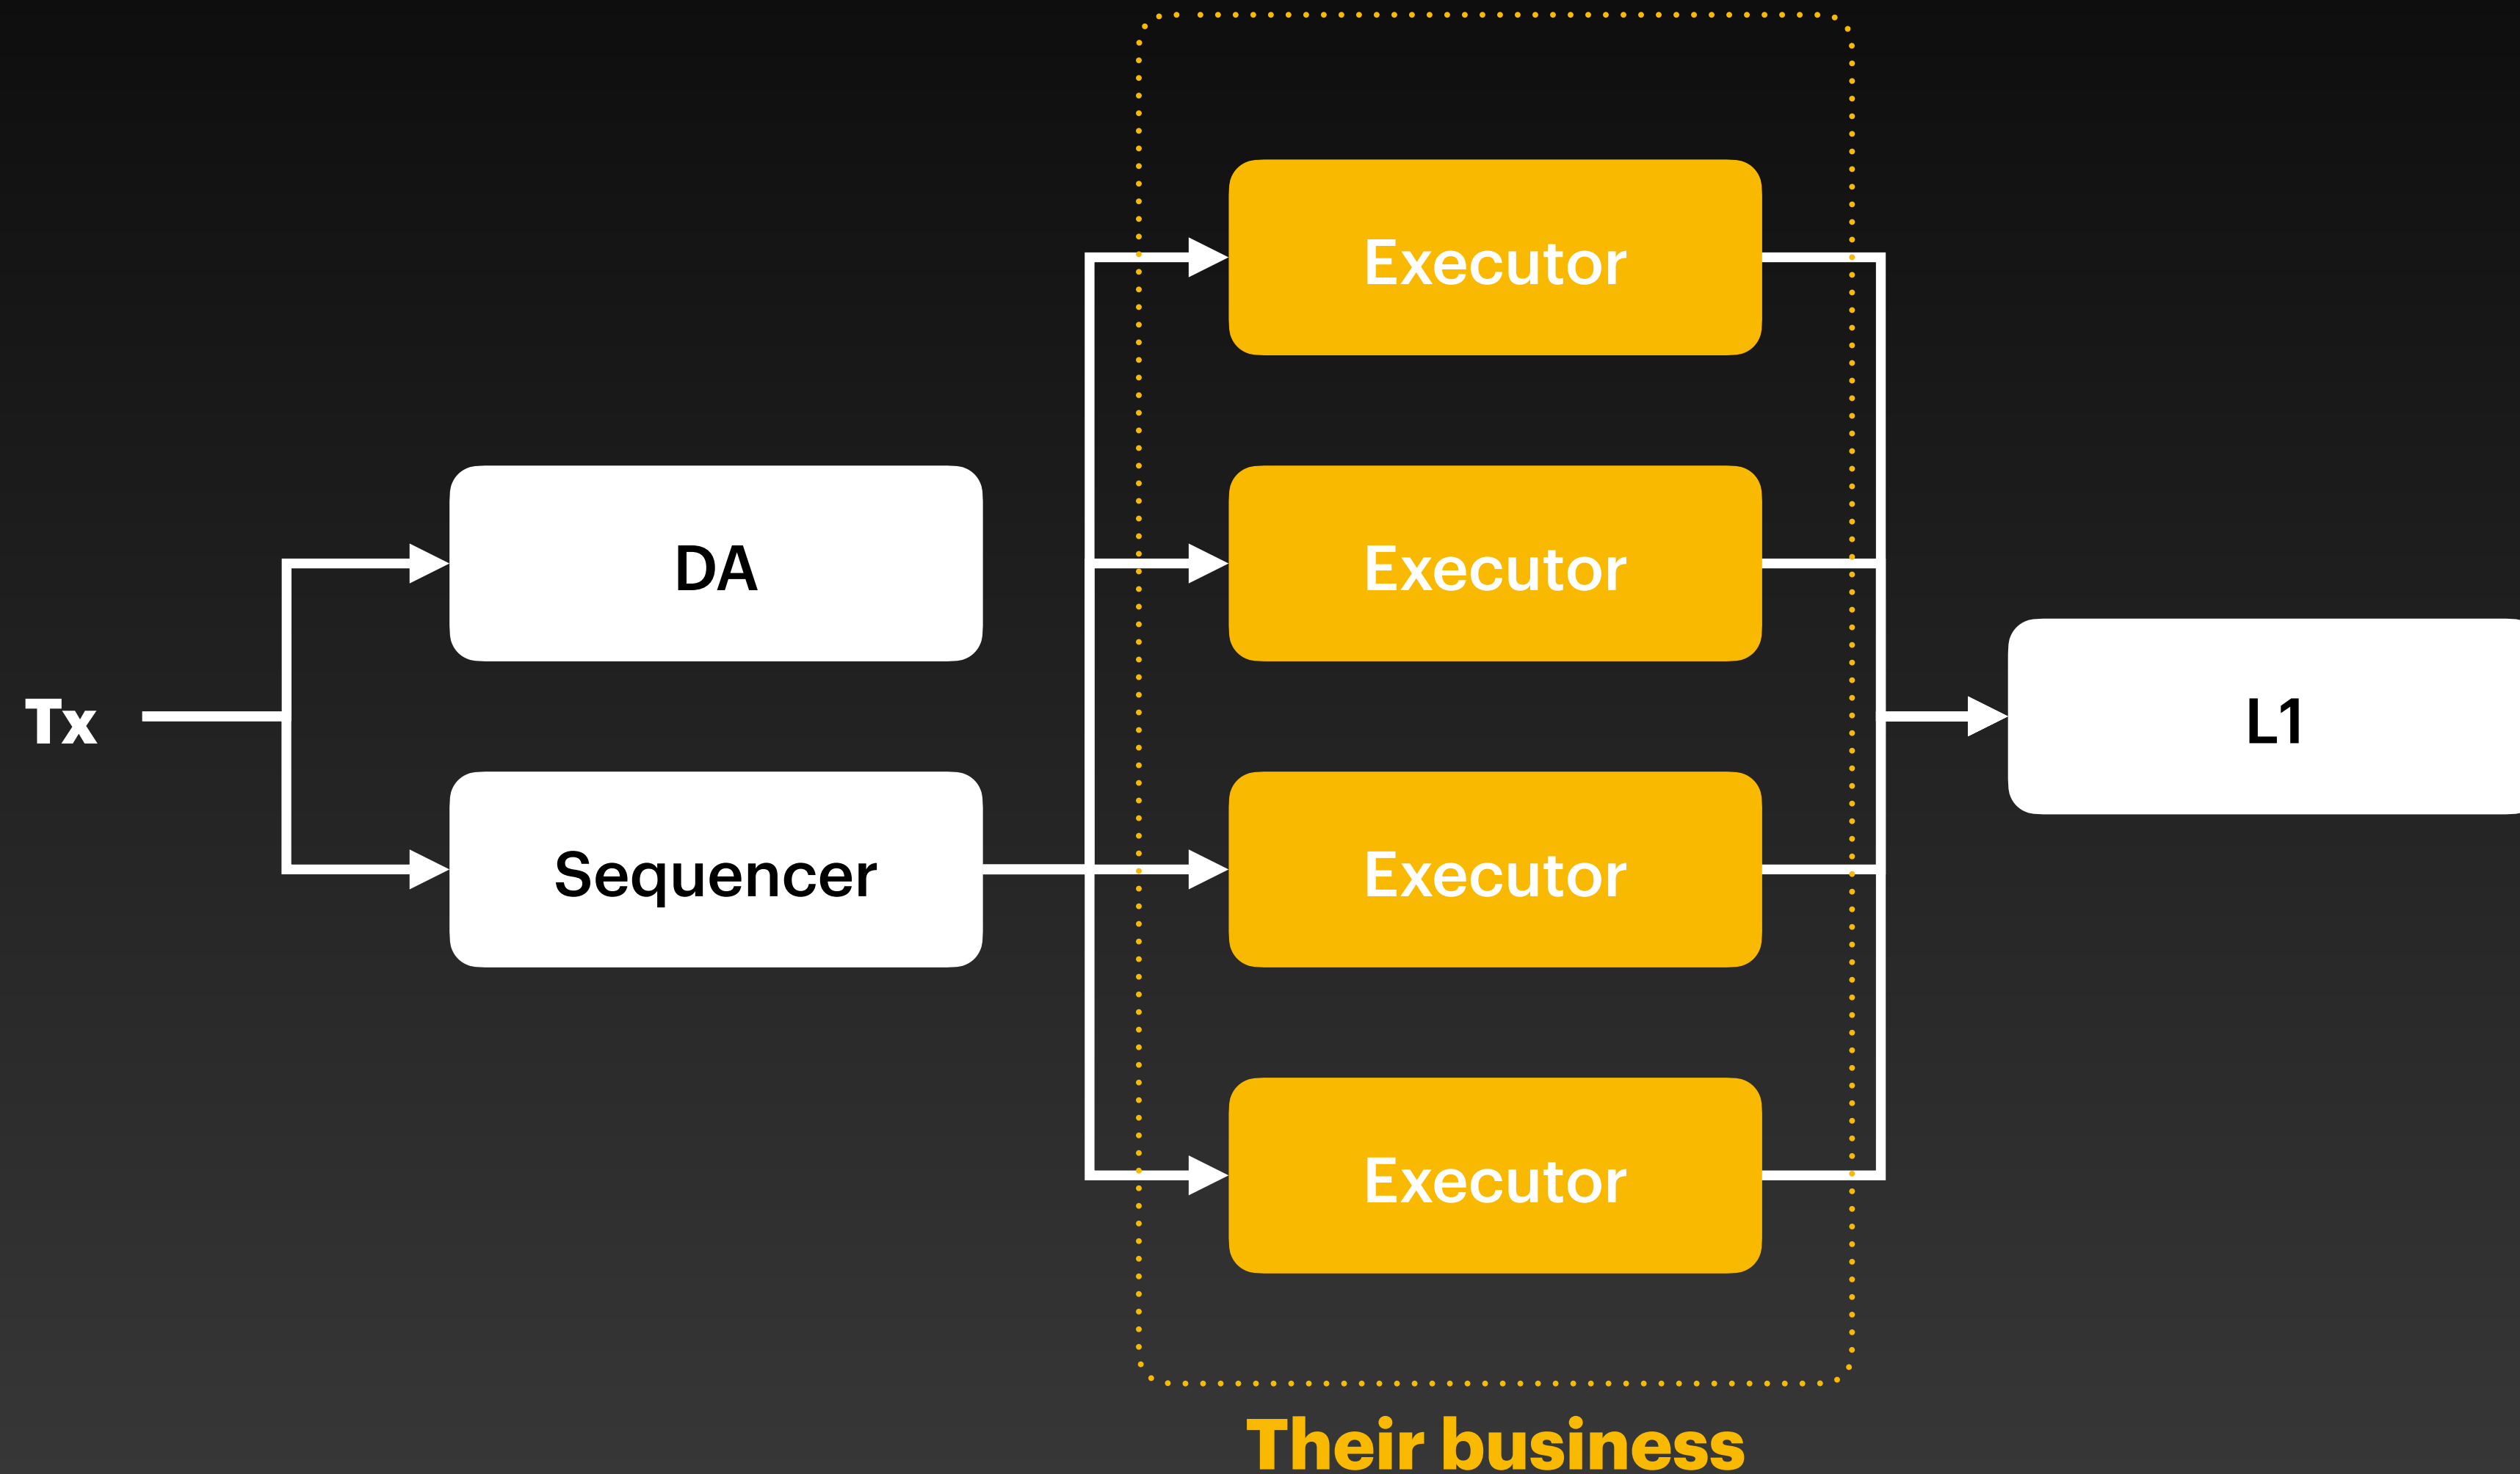 Tx
DA
Sequencer
Executor
Executor
Executor
Executor
L1
Their business